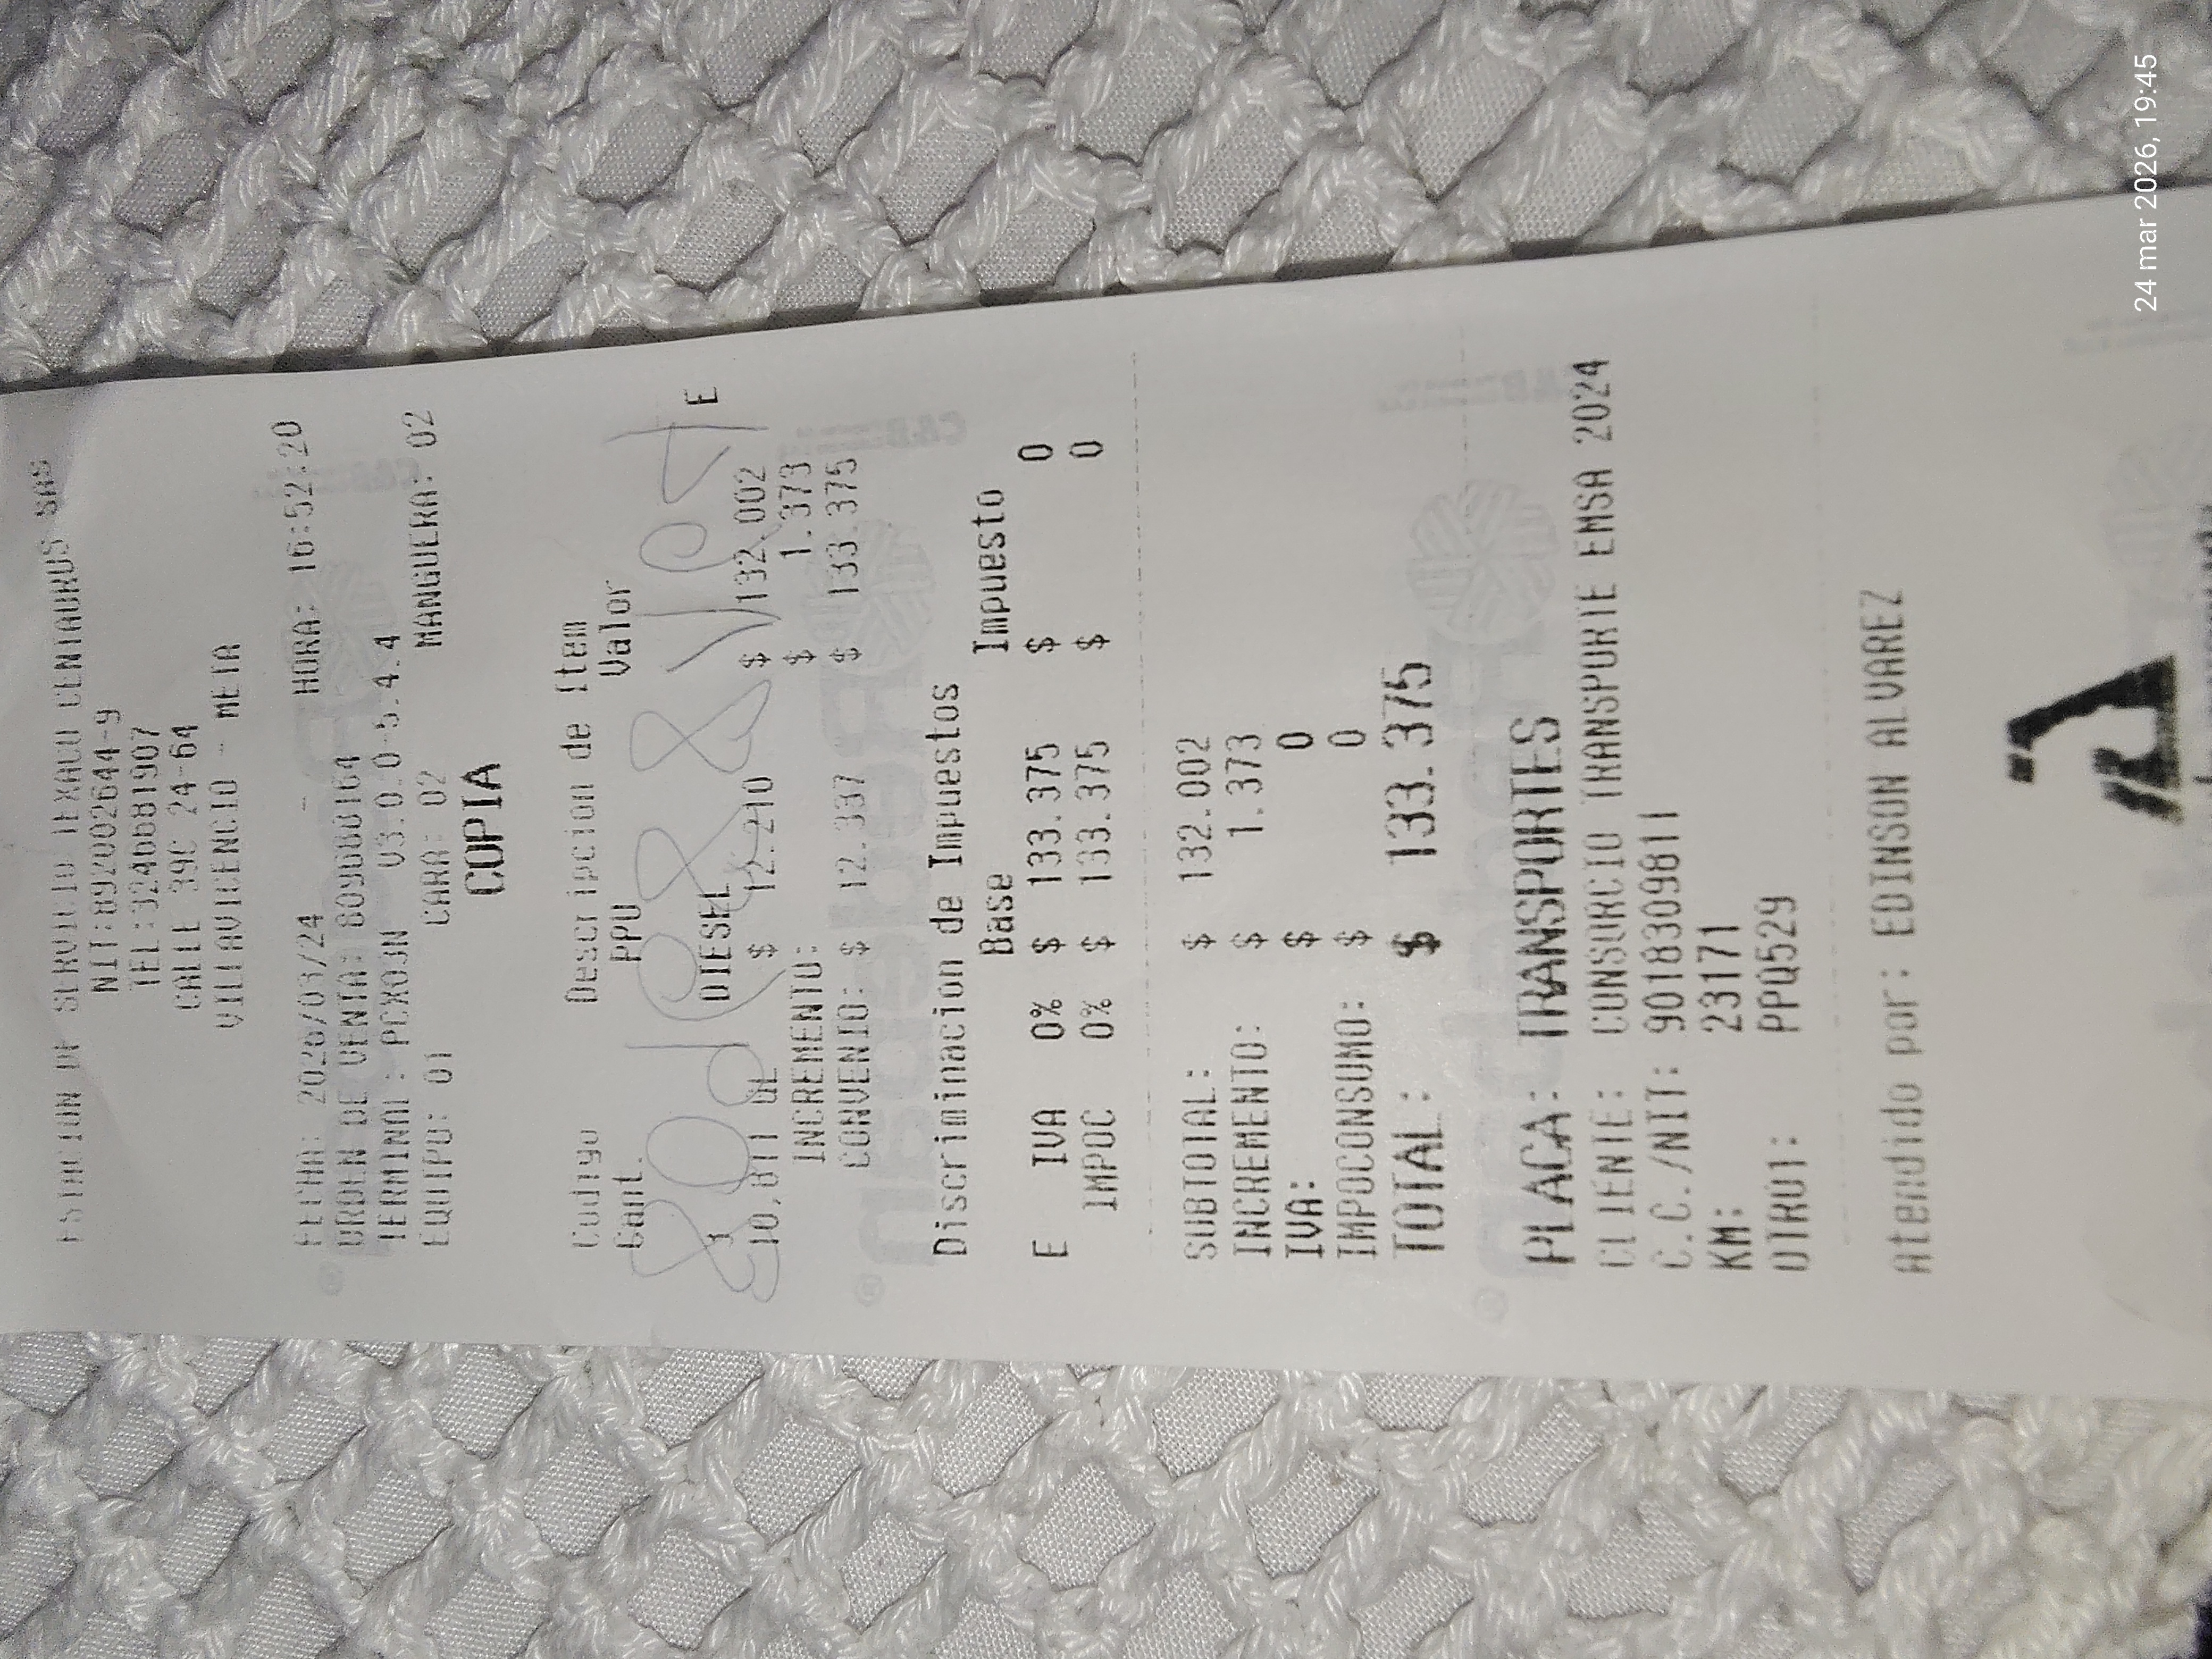 ESTACION DE SERVICIO TEXACO CENTAUROS SAS
NIT:892002644-9
TEL:3246681907
CALLE 39C 24-64
VILLAVICENCIO - META
FECHA: 2026/03/24 - HORA: 16:52:20
ORDEN DE VENTA: 8096880164
TERMINAL: PCXOJN V3.0.0-5.4.4
EQUIPO: 01 CARA: 02 MANGUERA: 02
COPIA
Codigo Descripcion de Item
Cant. PPU Valor
1 DIESEL E
10,811 GL $ 12.210 $ 132.002
INCREMENTO: $ 1.373
CONVENIO: $ 12.337 $ 133.375
Discriminacion de Impuestos
Base Impuesto
E IVA 0% $ 133.375 $ 0
IMPOC 0% $ 133.375 $ 0
SUBTOTAL: $ 132.002
INCREMENTO: $ 1.373
IVA: $ 0
IMPOCONSUMO: $ 0
TOTAL: $ 133.375
PLACA: TRANSPORTES
CLIENTE: CONSORCIO TRANSPORTE EMSA 2024
C.C./NIT: 9018309811
KM: 23171
OTRO1: PPQ529
Atendido por: EDINSON ALVAREZ
24 mar 2026, 19:45